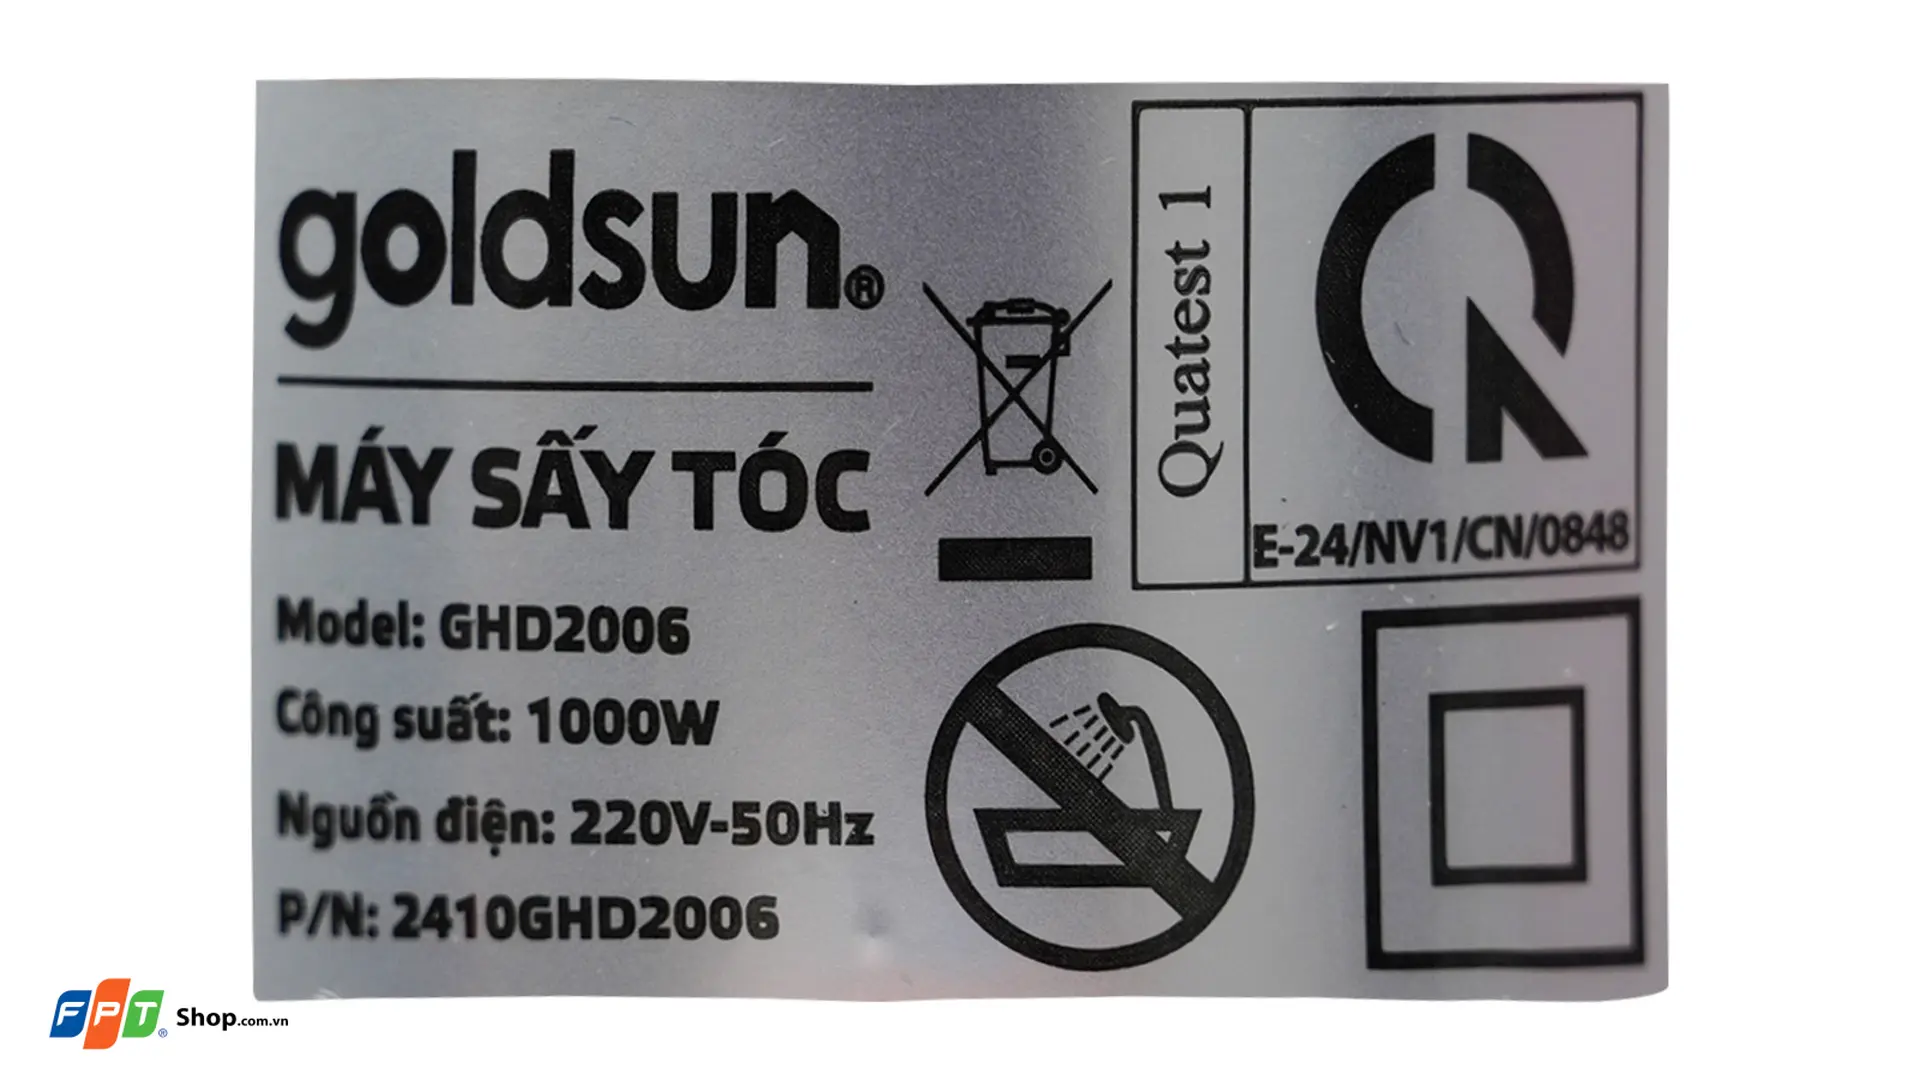 goldsun®
MÁY SẤY TÓC
Model: GHD2006
Công suất: 1000W
Nguồn điện: 220V-50Hz
P/N: 2410GHD2006
Quatest 1
E-24/NV1/CN/0848
FPT® Shop.com.vn